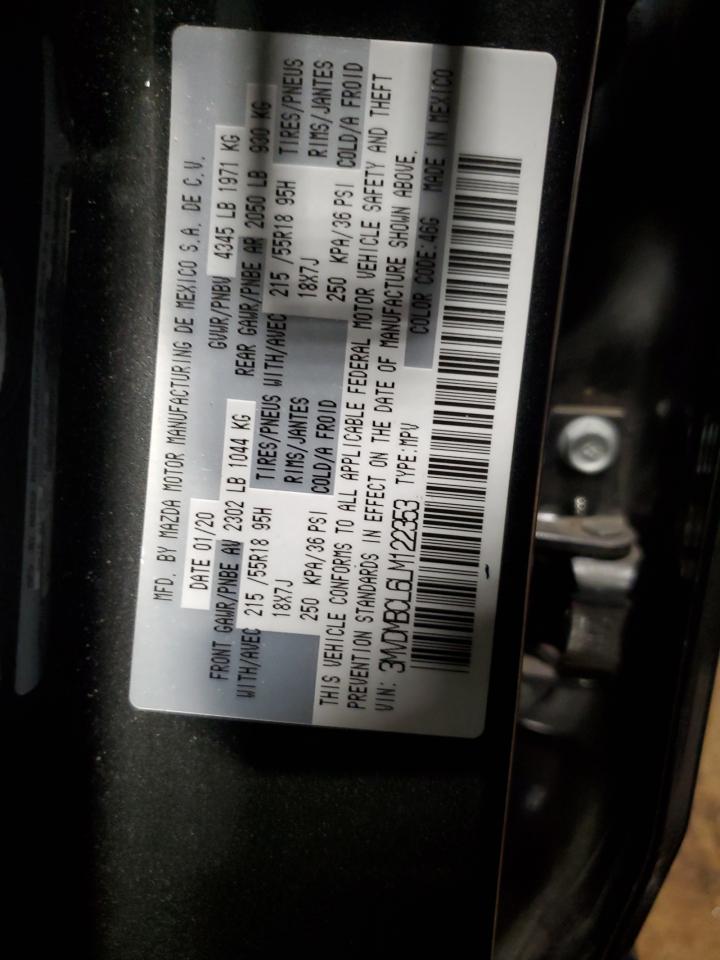 MFD. BY MAZDA MOTOR MANUFACTURING DE MEXICO S.A. DE C.V.
DATE 01/20 GVWR/PNBV 4345 LB 1971 KG
FRONT GAWR/PNBE AV 2302 LB 1044 KG REAR GAWR/PNBE AR 2050 LB 930 KG
WITH/AVEC 215 /55R18 95H TIRES/PNEUS WITH/AVEC 215 /55R18 95H TIRES/PNEUS
18X7J RIMS/JANTES 18X7J RIMS/JANTES
250 KPA/36 PSI COLD/A FROID 250 KPA/36 PSI COLD/A FROID
THIS VEHICLE CONFORMS TO ALL APPLICABLE FEDERAL MOTOR VEHICLE SAFETY AND THEFT
PREVENTION STANDARDS IN EFFECT ON THE DATE OF MANUFACTURE SHOWN ABOVE.
VIN: 3MVDMBCL6LM122353 TYPE:MPV COLOR CODE:46G MADE IN MEXICO